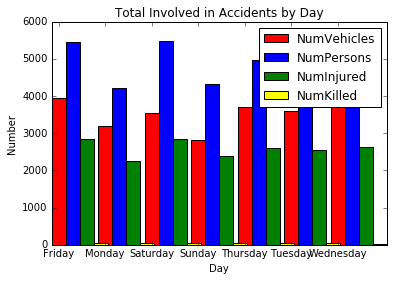 Total Involved in Accidents by Day
6000
5000
4000
3000
2000
1000
0
Number
NumVehicles
NumPersons
NumInjured
NumKilled
Friday Monday Saturday Sunday Thursday Tuesday Wednesday
Day